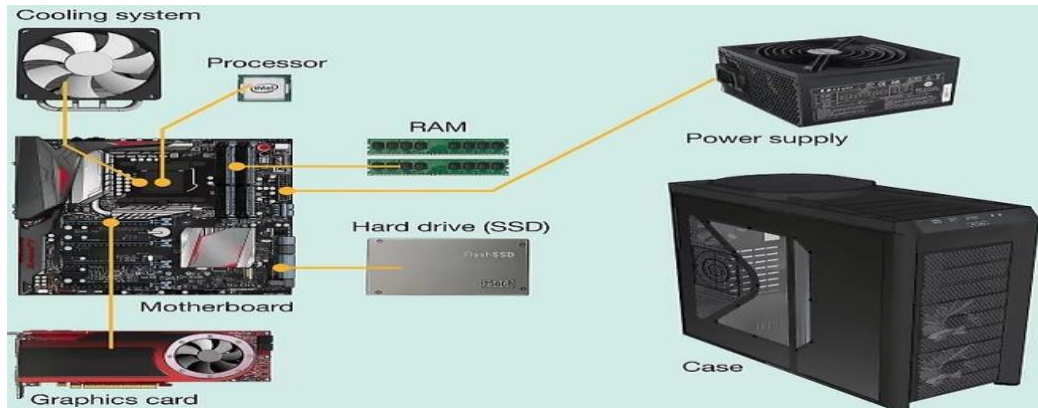 Cooling system
Processor
RAM
Power supply
Hard drive (SSD)
FlashSSD
256GB
Motherboard
Case
Graphics card